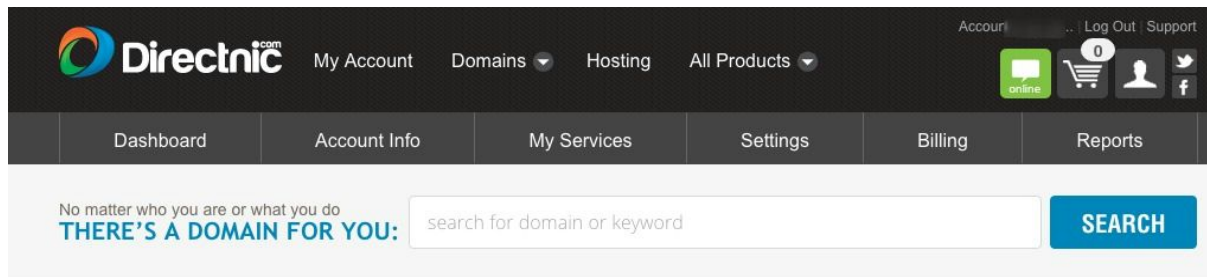 Account .. Log Out Support
Directnic.com My Account Domains Hosting All Products
online 0
Dashboard Account Info My Services Settings Billing Reports
No matter who you are or what you do
THERE'S A DOMAIN FOR YOU: search for domain or keyword SEARCH